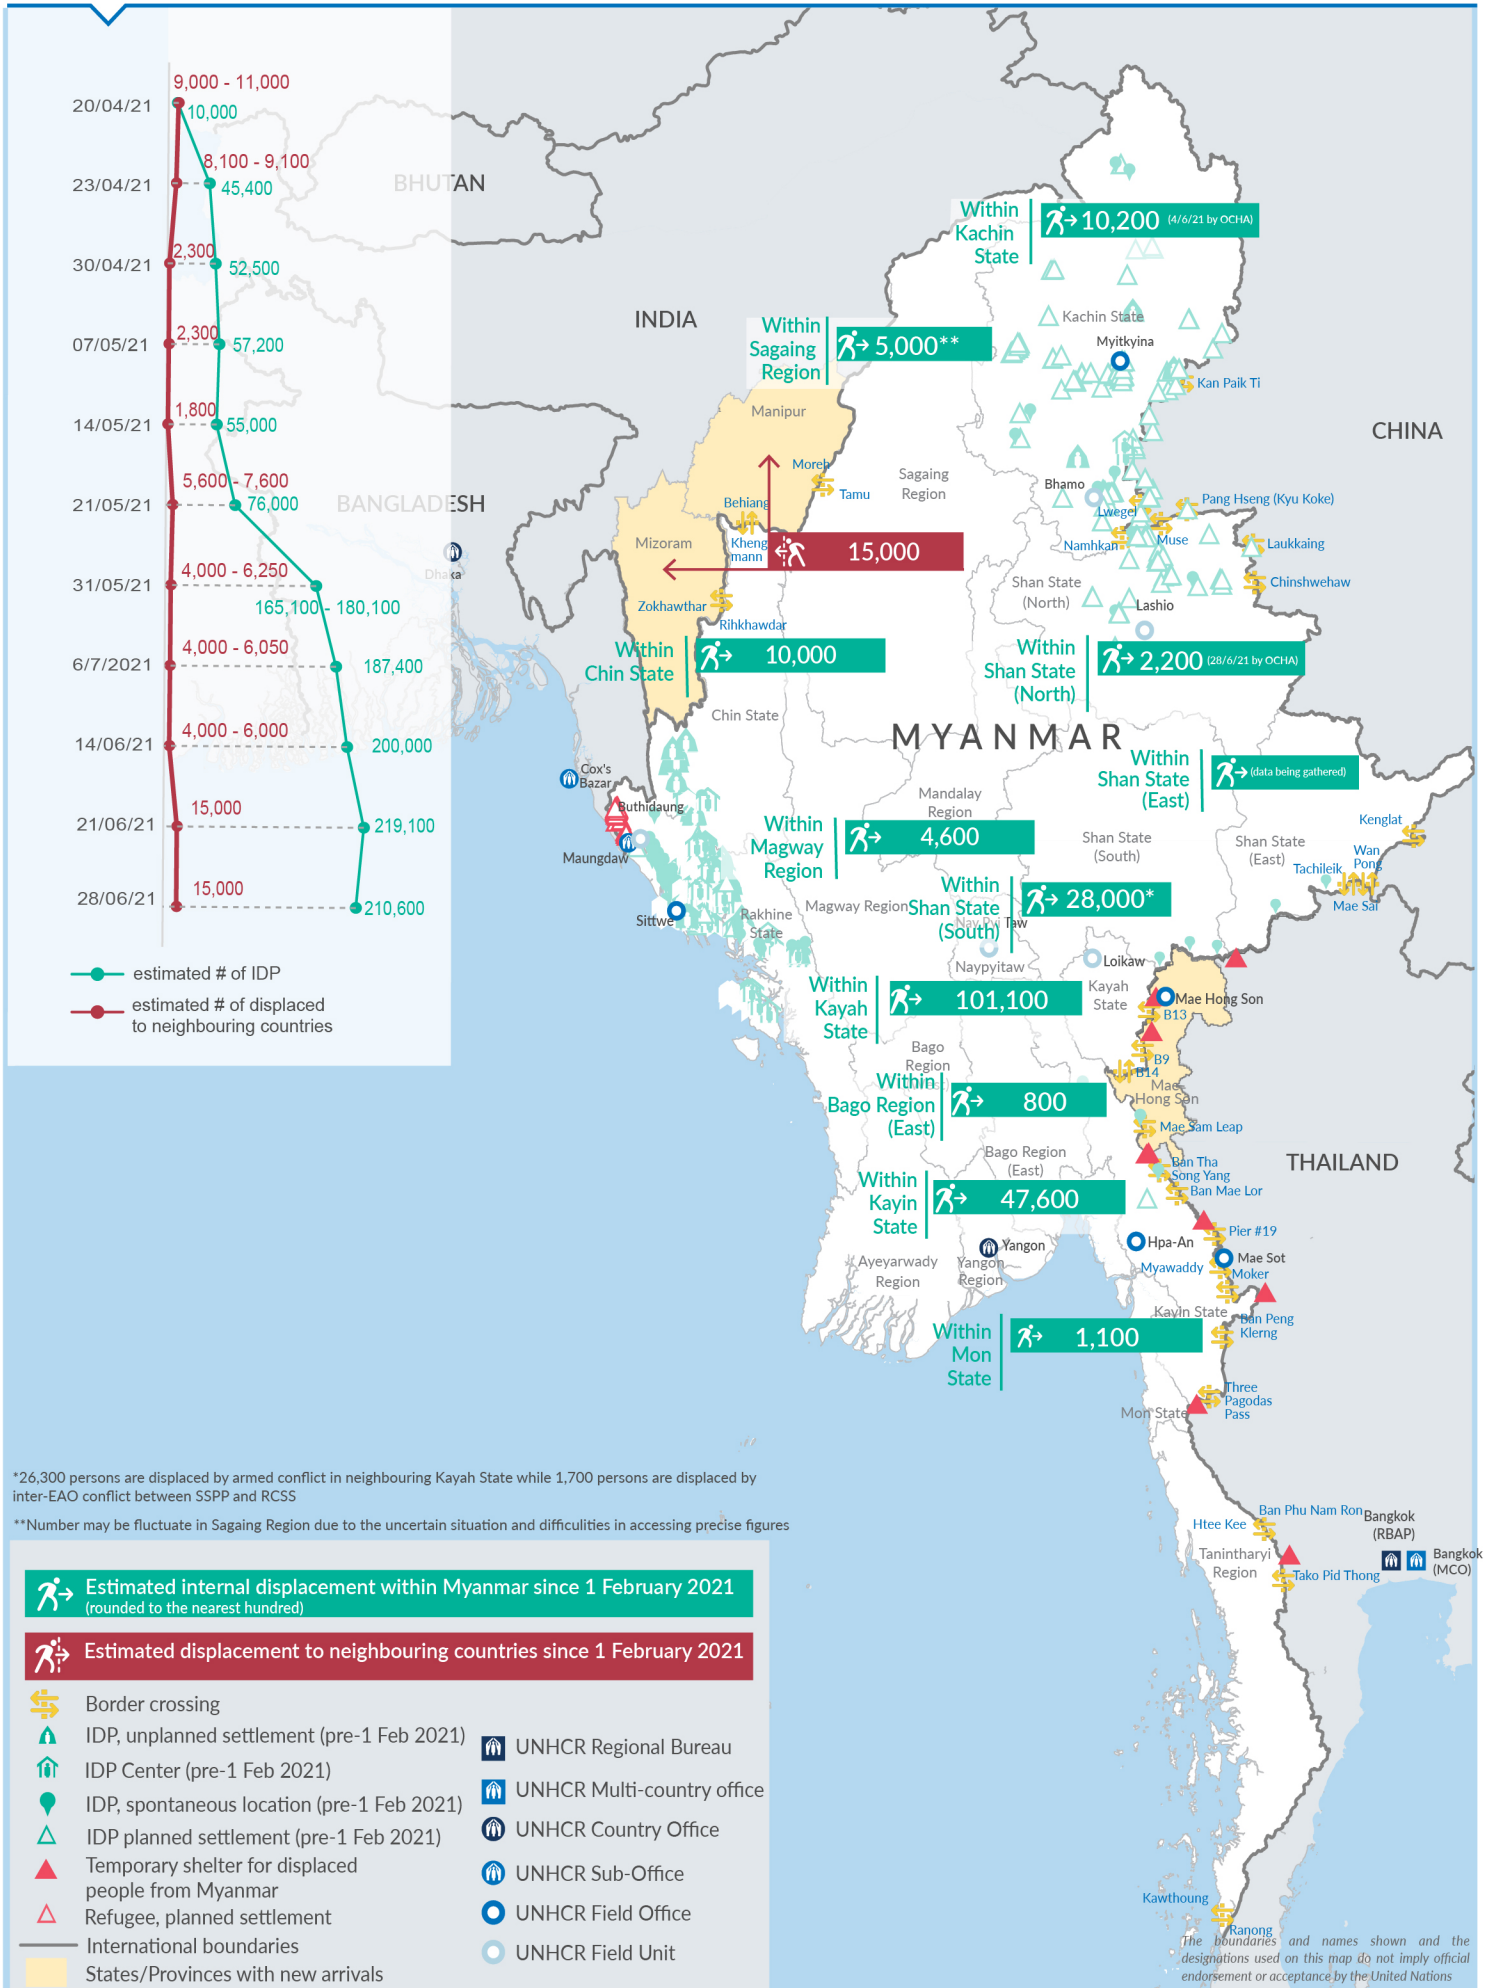 9,000 - 11,000
20/04/21
10,000
8,100 - 9,100
23/04/21
45,400
2,300
30/04/21
52,500
2,300
07/05/21
57,200
1,800
14/05/21
55,000
5,600 - 7,600
21/05/21
76,000
4,000 - 6,250
31/05/21
165,100 - 180,100
4,000 - 6,050
6/7/2021
187,400
4,000 - 6,000
14/06/21
200,000
15,000
21/06/21
219,100
15,000
28/06/21
210,600
estimated # of IDP
estimated # of displaced
to neighbouring countries
BHUTAN
BANGLADESH
Dhaka
INDIA
CHINA
MYANMAR
THAILAND
Within
Kachin
State
10,200 (4/6/21 by OCHA)
Kachin State
Myitkyina
Kan Paik Ti
Within
Sagaing
Region
5,000**
Manipur
Moreh
Tamu
Sagaing
Region
Behiang
Kheng
mann
Mizoram
15,000
Zokhawthar
Rihkhawdar
Bhamo
Lwegel
Pang Hseng (Kyu Koke)
Namhkan
Muse
Laukkaing
Chinshwehaw
Shan State
(North)
Lashio
Within
Chin State
10,000
Chin State
Within
Shan State
(North)
2,200 (28/6/21 by OCHA)
Within
Shan State
(East)
(data being gathered)
Cox's
Bazar
Buthidaung
Maungdaw
Sittwe
Rakhine
State
Mandalay
Region
Within
Magway
Region
4,600
Shan State
(South)
Shan State
(East)
Kenglat
Wan
Pong
Tachileik
Mae Sai
Magway Region
Within
Shan State
(South)
28,000*
Nay Pyi Taw
Naypyitaw
Loikaw
Kayah
State
Mae Hong Son
B13
Within
Kayah
State
101,100
Bago
Region
B9
B14
Mae
Hong Son
Within
Bago Region
(East)
800
Mae Sam Leap
Bago Region
(East)
Ban Tha
Song Yang
Ban Mae Lor
Within
Kayin
State
47,600
Pier #19
Yangon
Hpa-An
Mae Sot
Myawaddy
Moker
Ayeyarwady
Region
Yangon
Region
Kayin State
Ban Peng
Klerng
Within
Mon
State
1,100
Three
Pagodas
Pass
Mon State
*26,300 persons are displaced by armed conflict in neighbouring Kayah State while 1,700 persons are displaced by
inter-EAO conflict between SSPP and RCSS
**Number may be fluctuate in Sagaing Region due to the uncertain situation and difficulities in accessing precise figures
Ban Phu Nam Ron
Htee Kee
Bangkok
(RBAP)
Bangkok
(MCO)
Tanintharyi
Region
Tako Pid Thong
Kawthoung
Ranong
Estimated internal displacement within Myanmar since 1 February 2021
(rounded to the nearest hundred)
Estimated displacement to neighbouring countries since 1 February 2021
Border crossing
IDP, unplanned settlement (pre-1 Feb 2021)
IDP Center (pre-1 Feb 2021)
IDP, spontaneous location (pre-1 Feb 2021)
IDP planned settlement (pre-1 Feb 2021)
Temporary shelter for displaced
people from Myanmar
Refugee, planned settlement
International boundaries
States/Provinces with new arrivals
UNHCR Regional Bureau
UNHCR Multi-country office
UNHCR Country Office
UNHCR Sub-Office
UNHCR Field Office
UNHCR Field Unit
The boundaries and names shown and the
designations used on this map do not imply official
endorsement or acceptance by the United Nations